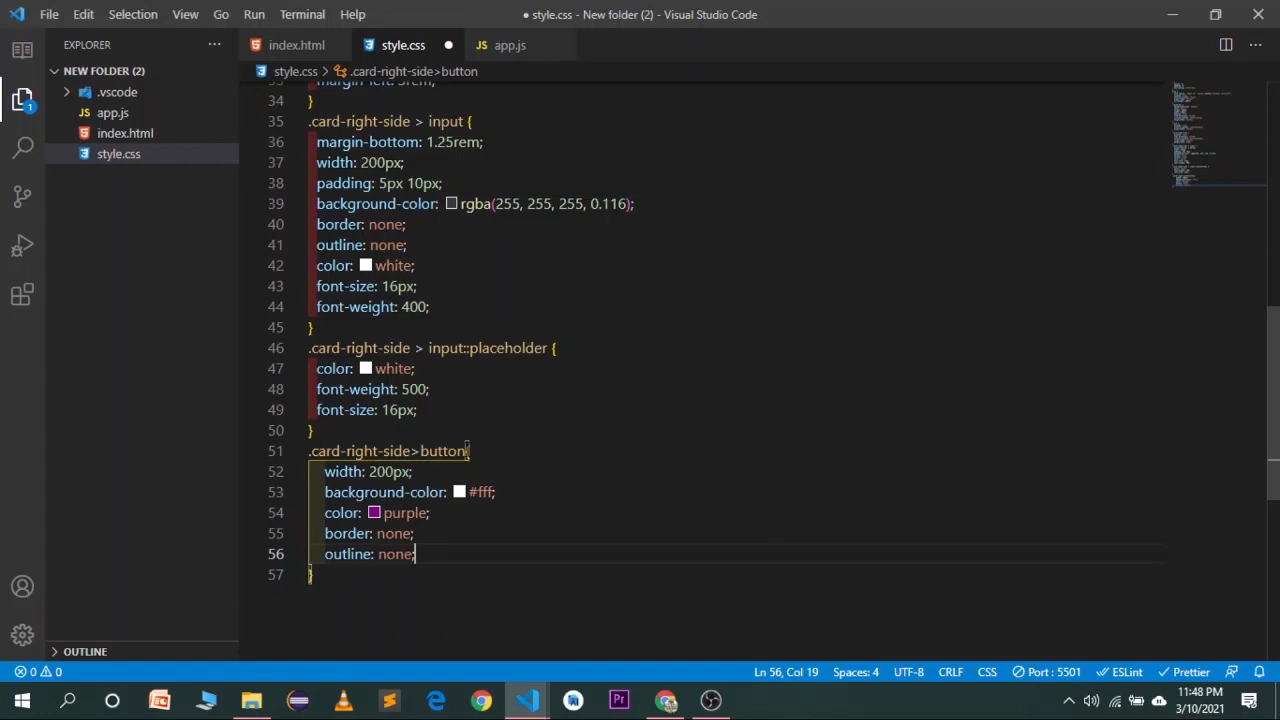 File Edit Selection View Go Run Terminal Help
● style.css - New folder (2) - Visual Studio Code
EXPLORER
NEW FOLDER (2)
.vscode
app.js
index.html
style.css
OUTLINE
index.html
style.css
app.js
style.css > .card-right-side>button
34 }
35 .card-right-side > input {
36 margin-bottom: 1.25rem;
37 width: 200px;
38 padding: 5px 10px;
39 background-color: rgba(255, 255, 255, 0.116);
40 border: none;
41 outline: none;
42 color: white;
43 font-size: 16px;
44 font-weight: 400;
45 }
46 .card-right-side > input::placeholder {
47 color: white;
48 font-weight: 500;
49 font-size: 16px;
50 }
51 .card-right-side>button{
52 width: 200px;
53 background-color: #fff;
54 color: purple;
55 border: none;
56 outline: none;
57 }
0 0
Ln 56, Col 19 Spaces: 4 UTF-8 CRLF CSS Port : 5501 ESLint Prettier
1
Pr
11:48 PM
3/10/2021